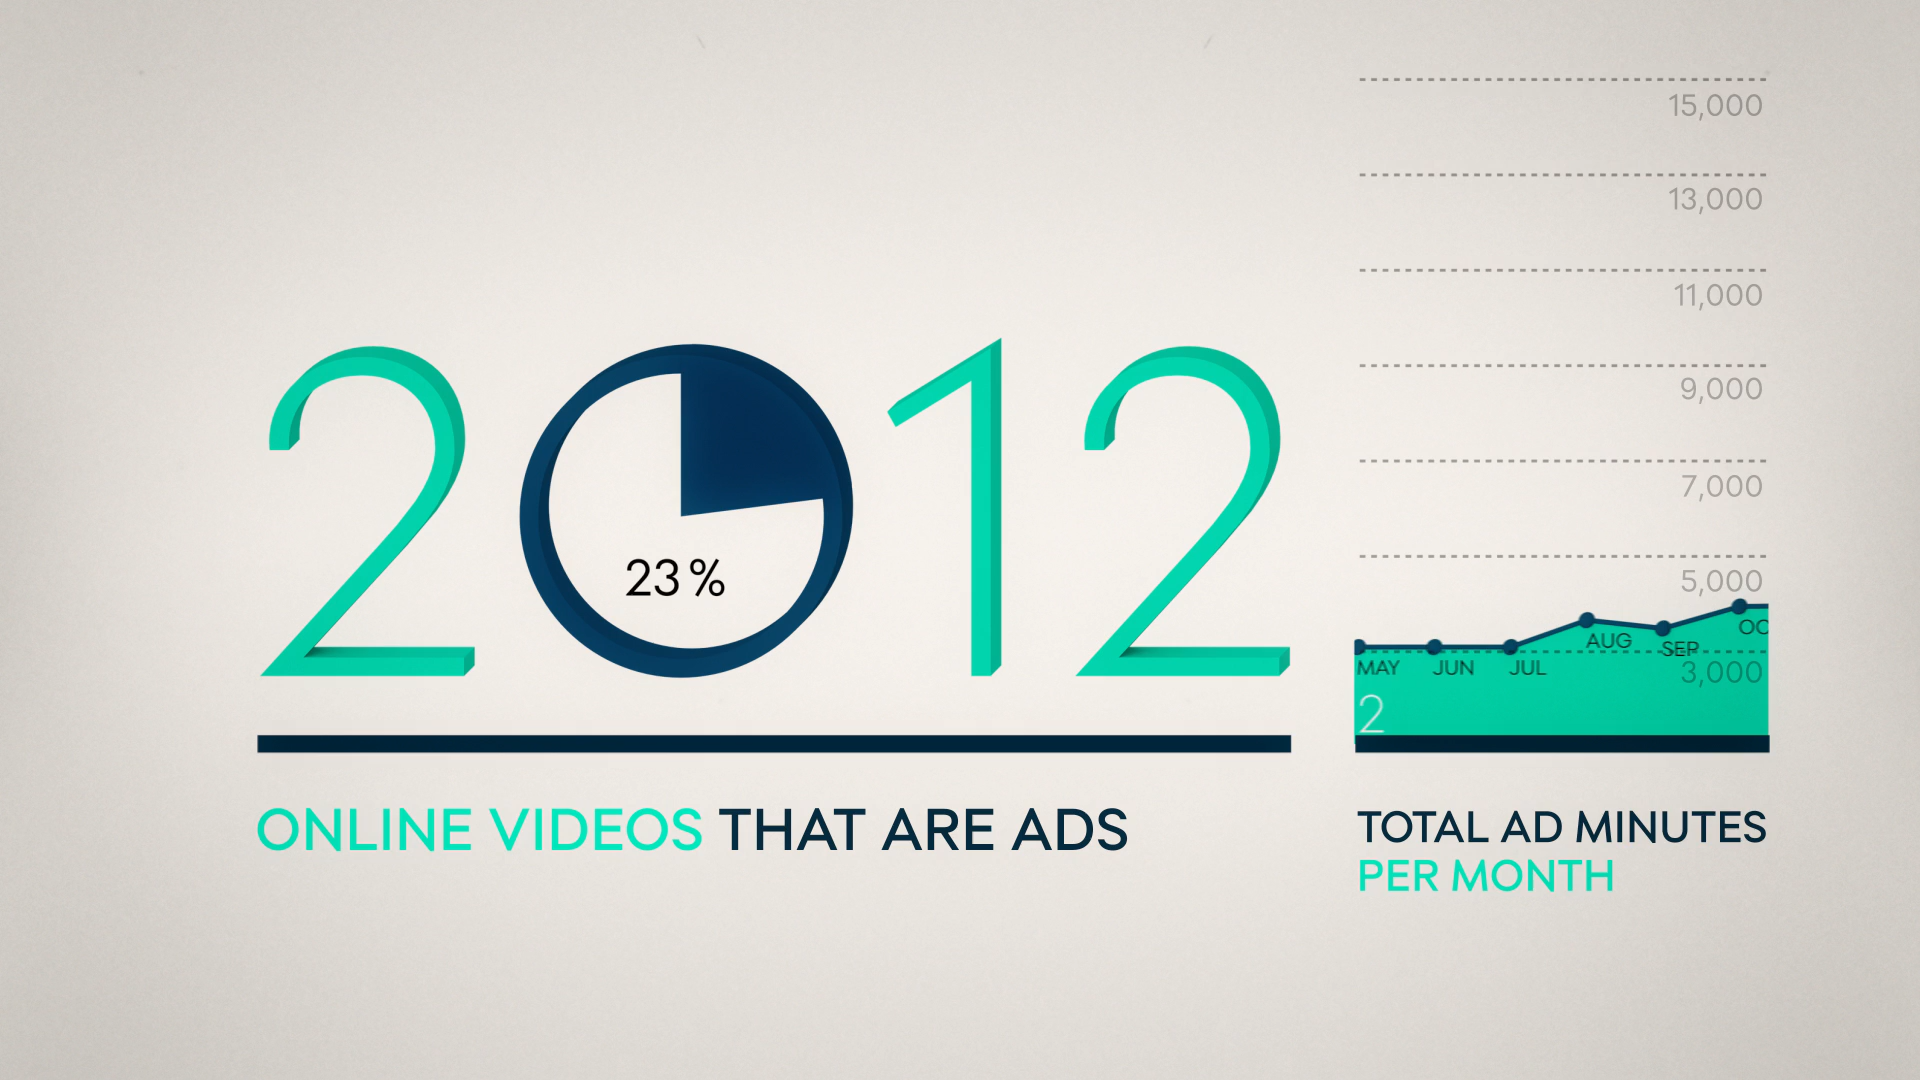 2012
23%
ONLINE VIDEOS THAT ARE ADS
15,000
13,000
11,000
9,000
7,000
5,000
3,000
MAY JUN JUL AUG SEP OC
2
TOTAL AD MINUTES
PER MONTH